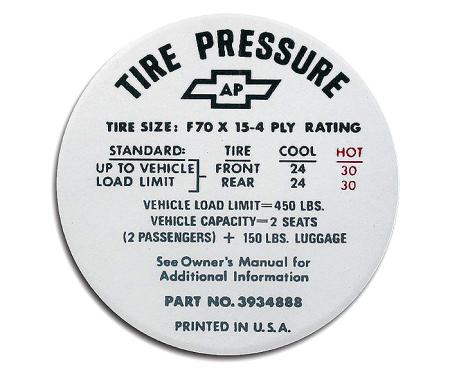 TIRE PRESSURE
AP
TIRE SIZE: F70 X 15-4 PLY RATING
STANDARD: TIRE COOL HOT
UP TO VEHICLE FRONT 24 30
LOAD LIMIT REAR 24 30
VEHICLE LOAD LIMIT=450 LBS.
VEHICLE CAPACITY=2 SEATS
(2 PASSENGERS) + 150 LBS. LUGGAGE
See Owner's Manual for
Additional Information
PART NO. 3934888
PRINTED IN U.S.A.